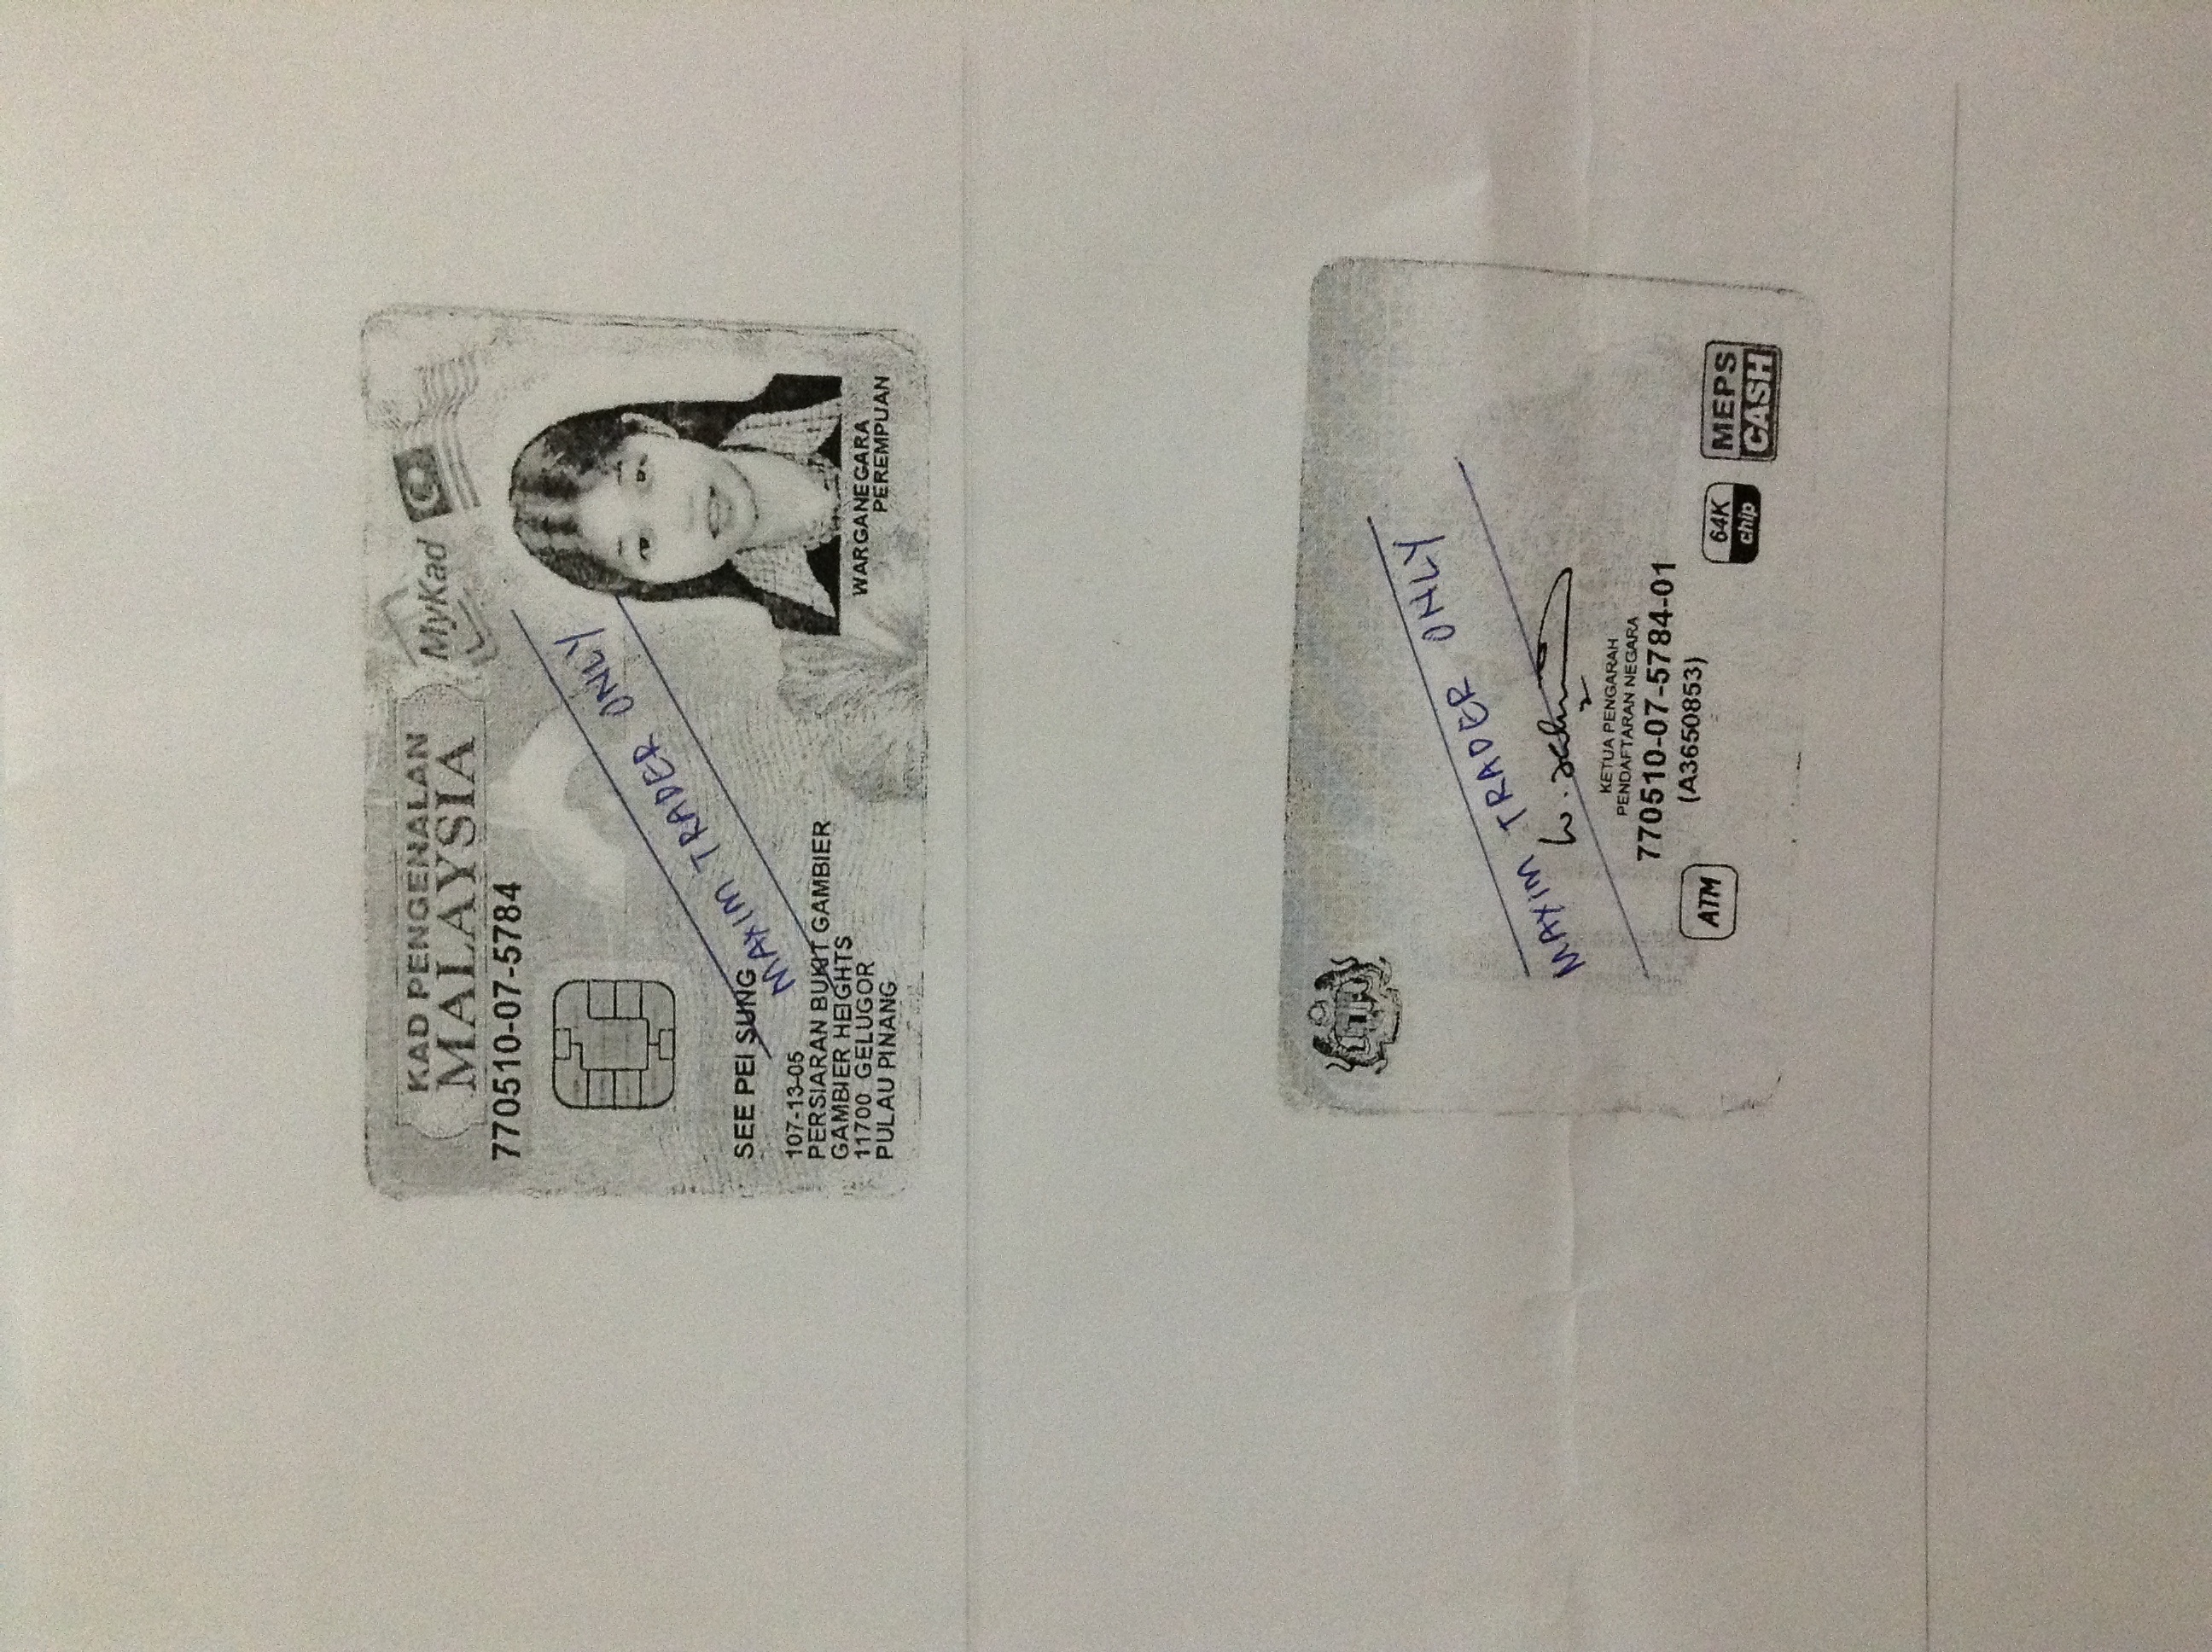 KAD PENGENALAN
MALAYSIA
MyKad
770510-07-5784
MAXIM TRADER ONLY
SEE PEI SUNG
107-13-05
PERSIARAN BUKIT GAMBIER
GAMBIER HEIGHTS
11700 GELUGOR
PULAU PINANG
WARGANEGARA
PEREMPUAN
MAXIM TRADER ONLY
KETUA PENGARAH
PENDAFTARAN NEGARA
770510-07-5784-01
(A3650853)
ATM
64K
chip
MEPS
CASH